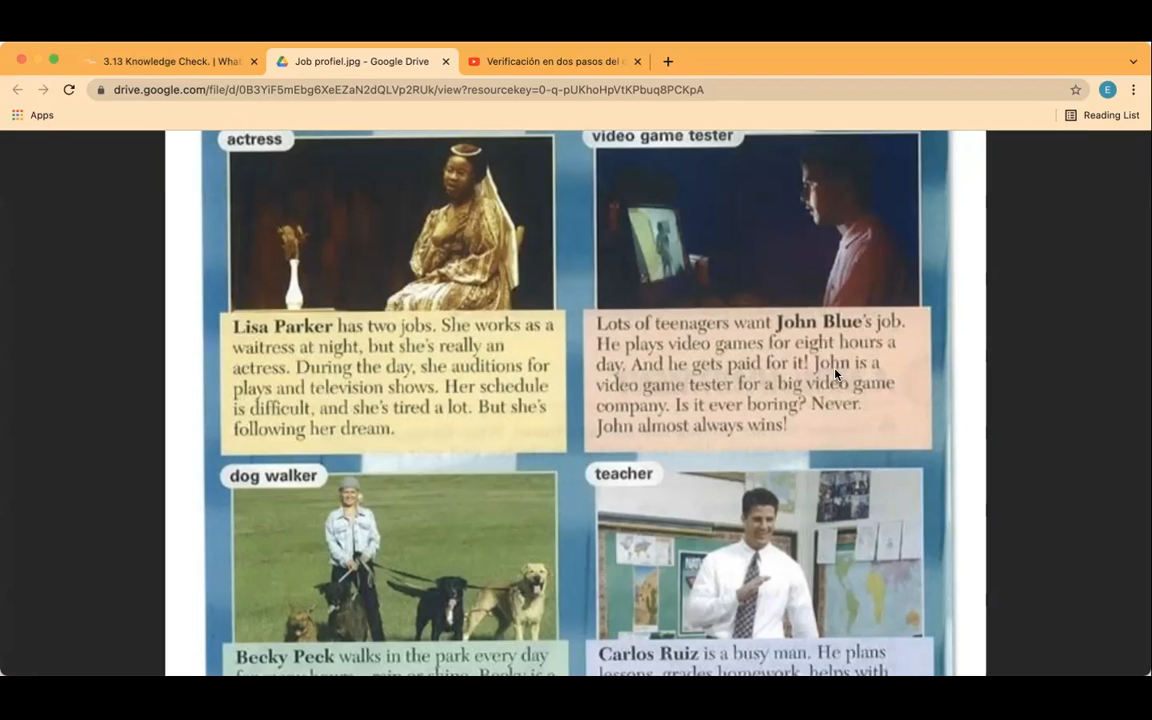 3.13 Knowledge Check. | Wha
Job profiel.jpg - Google Drive
Verificación en dos pasos del
drive.google.com/file/d/0B3YiF5mEbg6XeEZaN2dQLVp2RUk/view?resourcekey=0-q-pUKhoHpVtKPbuq8PCKpA
E
Apps
Reading List
actress
Lisa Parker has two jobs. She works as a
waitress at night, but she's really an
actress. During the day, she auditions for
plays and television shows. Her schedule
is difficult, and she's tired a lot. But she's
following her dream.
video game tester
Lots of teenagers want John Blue's job.
He plays video games for eight hours a
day. And he gets paid for it! John is a
video game tester for a big video game
company. Is it ever boring? Never.
John almost always wins!
dog walker
Becky Peck walks in the park every day
teacher
Carlos Ruiz is a busy man. He plans
lessons, grades homework, helps with